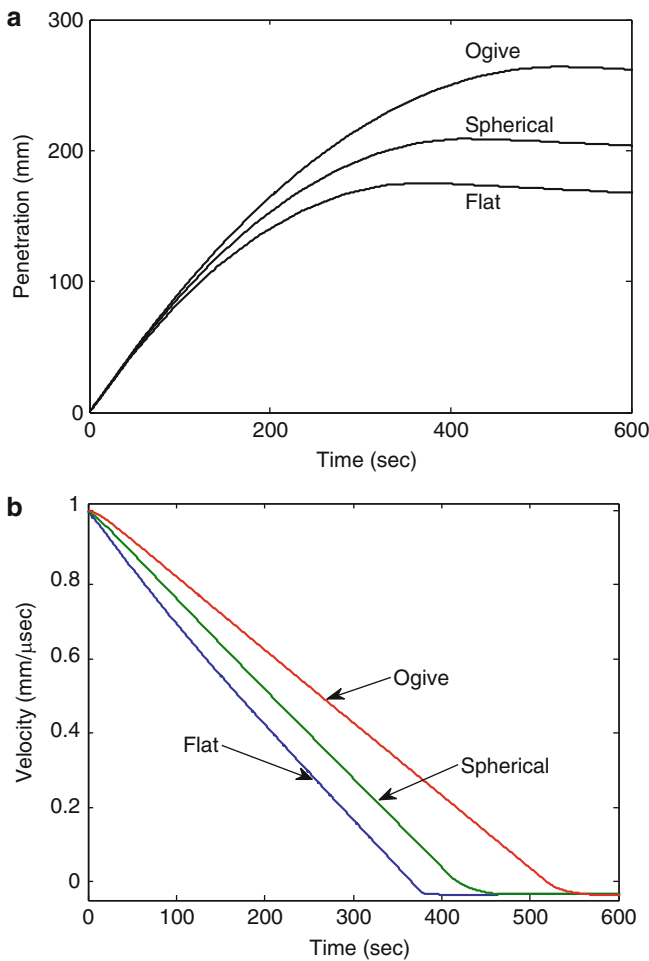 a
300
Ogive
200
Spherical
Flat
100
0
Penetration (mm)
0 200 400 600
Time (sec)
b
1
0.8
0.6
0.4
0.2
0
Velocity (mm/μsec)
Ogive
Flat
Spherical
0 100 200 300 400 500 600
Time (sec)